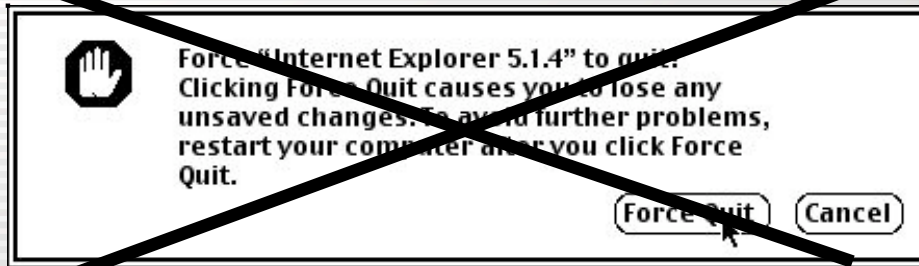 Force “Internet Explorer 5.1.4” to quit?
Clicking Force Quit causes you to lose any
unsaved changes. To avoid further problems,
restart your computer after you click Force
Quit.
Force Quit
Cancel